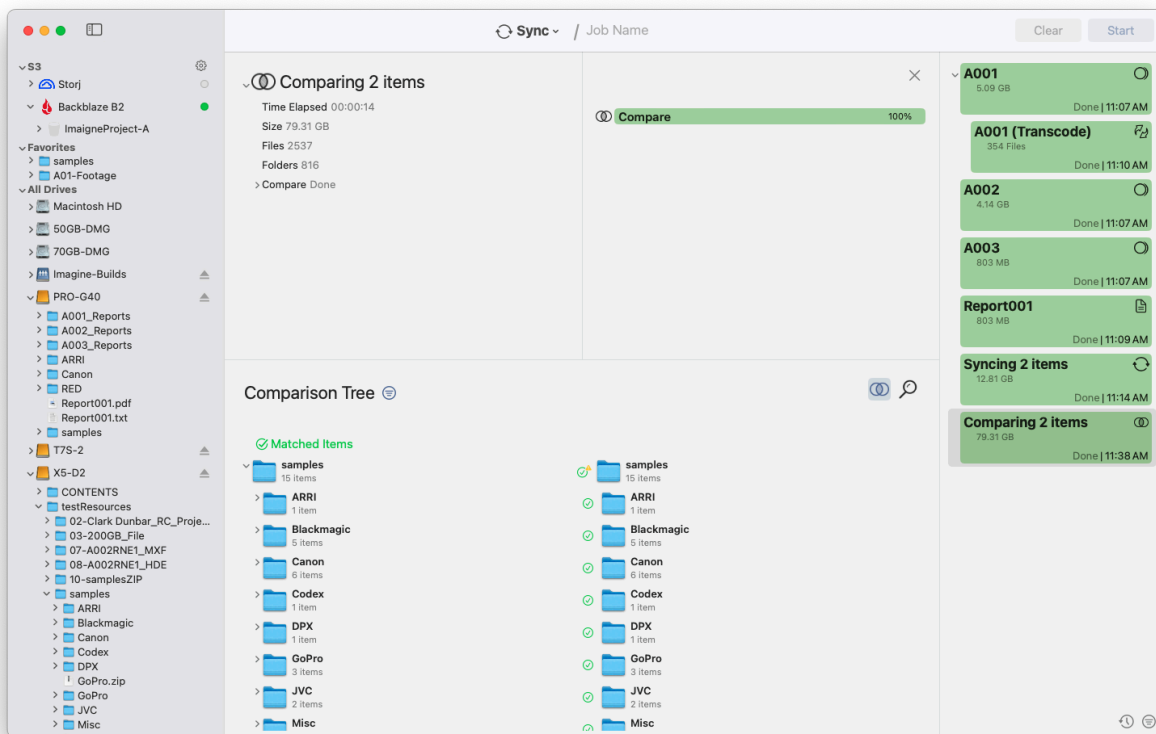 Sync
/ Job Name
Clear
Start
S3
Storj
Backblaze B2
ImaigneProject-A
Favorites
samples
A01-Footage
All Drives
Macintosh HD
50GB-DMG
70GB-DMG
Imagine-Builds
PRO-G40
A001_Reports
A002_Reports
A003_Reports
ARRI
Canon
RED
Report001.pdf
Report001.txt
samples
T7S-2
X5-D2
CONTENTS
testResources
02-Clark Dunbar_RC_Proje...
03-200GB_File
07-A002RNE1_MXF
08-A002RNE1_HDE
10-samplesZIP
samples
ARRI
Blackmagic
Canon
Codex
DPX
GoPro.zip
GoPro
JVC
Misc
Comparing 2 items
Time Elapsed 00:00:14
Size 79.31 GB
Files 2537
Folders 816
Compare Done
Compare 100%
Comparison Tree
Matched Items
samples
15 items
ARRI
1 item
Blackmagic
5 items
Canon
6 items
Codex
1 item
DPX
1 item
GoPro
3 items
JVC
2 items
Misc
samples
15 items
ARRI
1 item
Blackmagic
5 items
Canon
6 items
Codex
1 item
DPX
1 item
GoPro
3 items
JVC
2 items
Misc
A001
5.09 GB
Done | 11:07 AM
A001 (Transcode)
354 Files
Done | 11:10 AM
A002
4.14 GB
Done | 11:07 AM
A003
803 MB
Done | 11:07 AM
Report001
803 MB
Done | 11:09 AM
Syncing 2 items
12.81 GB
Done | 11:14 AM
Comparing 2 items
79.31 GB
Done | 11:38 AM